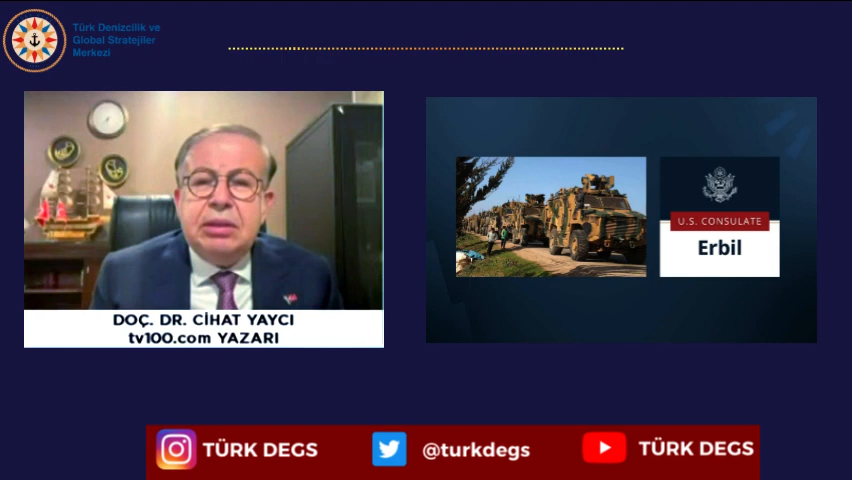 Türk Denizcilik ve
Global Stratejiler
Merkezi
U.S. CONSULATE
Erbil
DOÇ. DR. CİHAT YAYCI
tv100.com YAZARI
TÜRK DEGS
@turkdegs
TÜRK DEGS